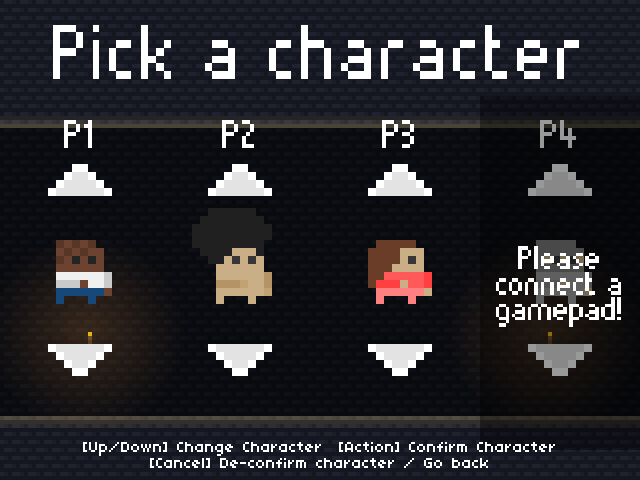 Pick a character
P1 P2 P3 P4
Please
connect a
gamepad!
[Up/Down] Change Character [Action] Confirm Character
[Cancel] De-confirm character / Go back